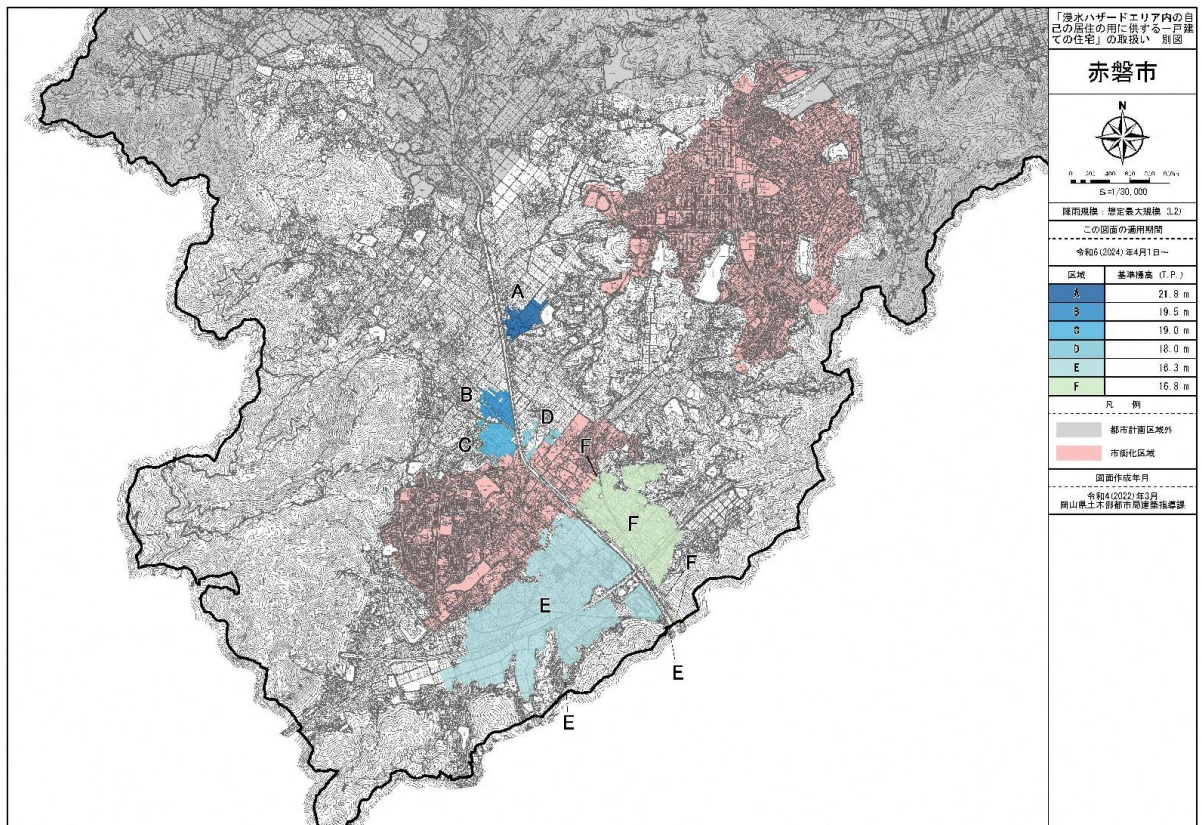 「浸水ハザードエリア内の自
己の居住の用に供する一戸建
ての住宅」の取扱い　別図
赤磐市
N
S=1/30,000
降雨規模：想定最大規模（L2）
この図面の適用期間
令和6(2024)年4月1日～
区域　基準標高（T.P.）
A　21.8 m
B　19.5 m
C　19.0 m
D　18.0 m
E　16.3 m
F　16.8 m
凡　例
都市計画区域外
市街化区域
図面作成年月
令和4(2022)年3月
岡山県土木部都市局建築指導課
A
B
D
C
F
F
F
E
E
E